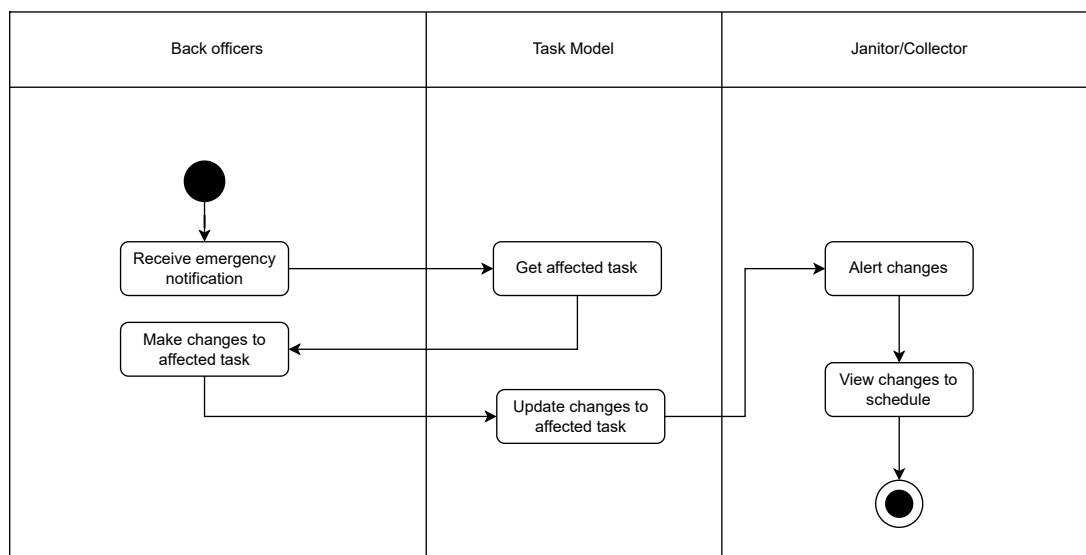 Back officers
Task Model
Janitor/Collector
Receive emergency
notification
Get affected task
Alert changes
Make changes to
affected task
View changes to
schedule
Update changes to
affected task